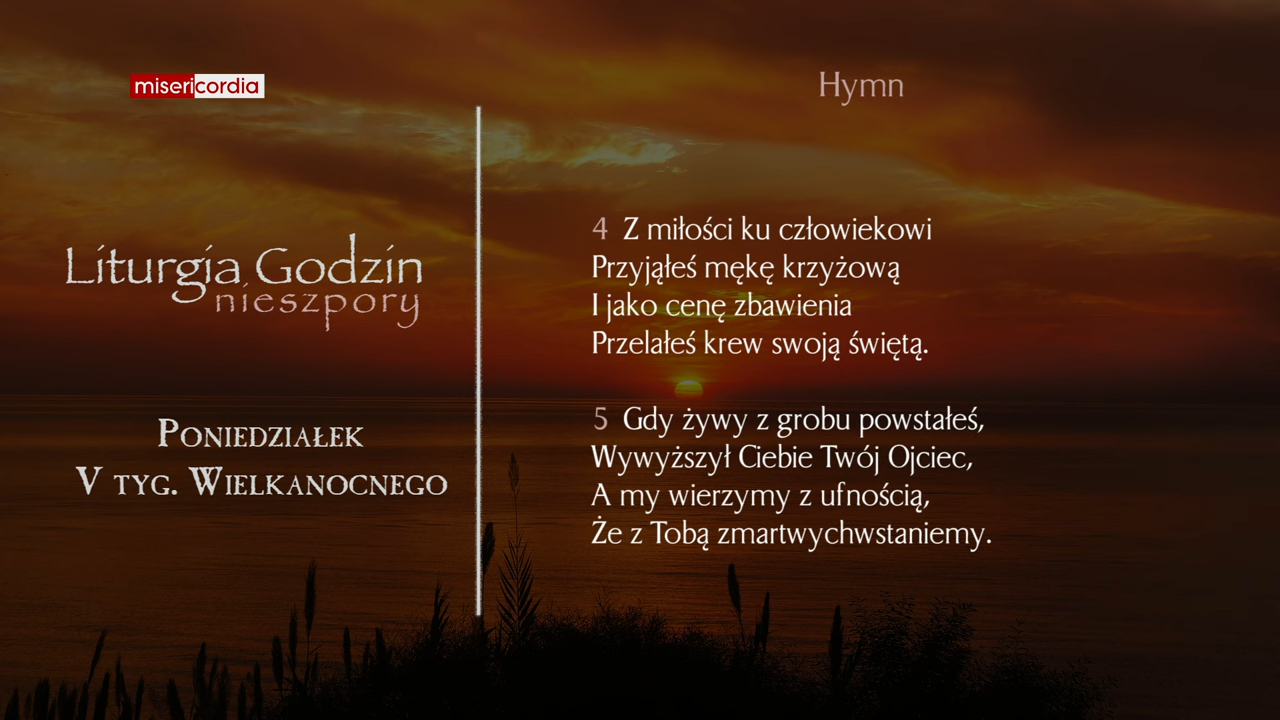 misericordia
Hymn
Liturgia Godzin
nieszpory
Poniedziałek
V tyg. Wielkanocnego
4 Z miłości ku człowiekowi
Przyjąłeś mękę krzyżową
I jako cenę zbawienia
Przelałeś krew swoją świętą.
5 Gdy żywy z grobu powstałeś,
Wywyższył Ciebie Twój Ojciec,
A my wierzymy z ufnością,
Że z Tobą zmartwychwstaniemy.